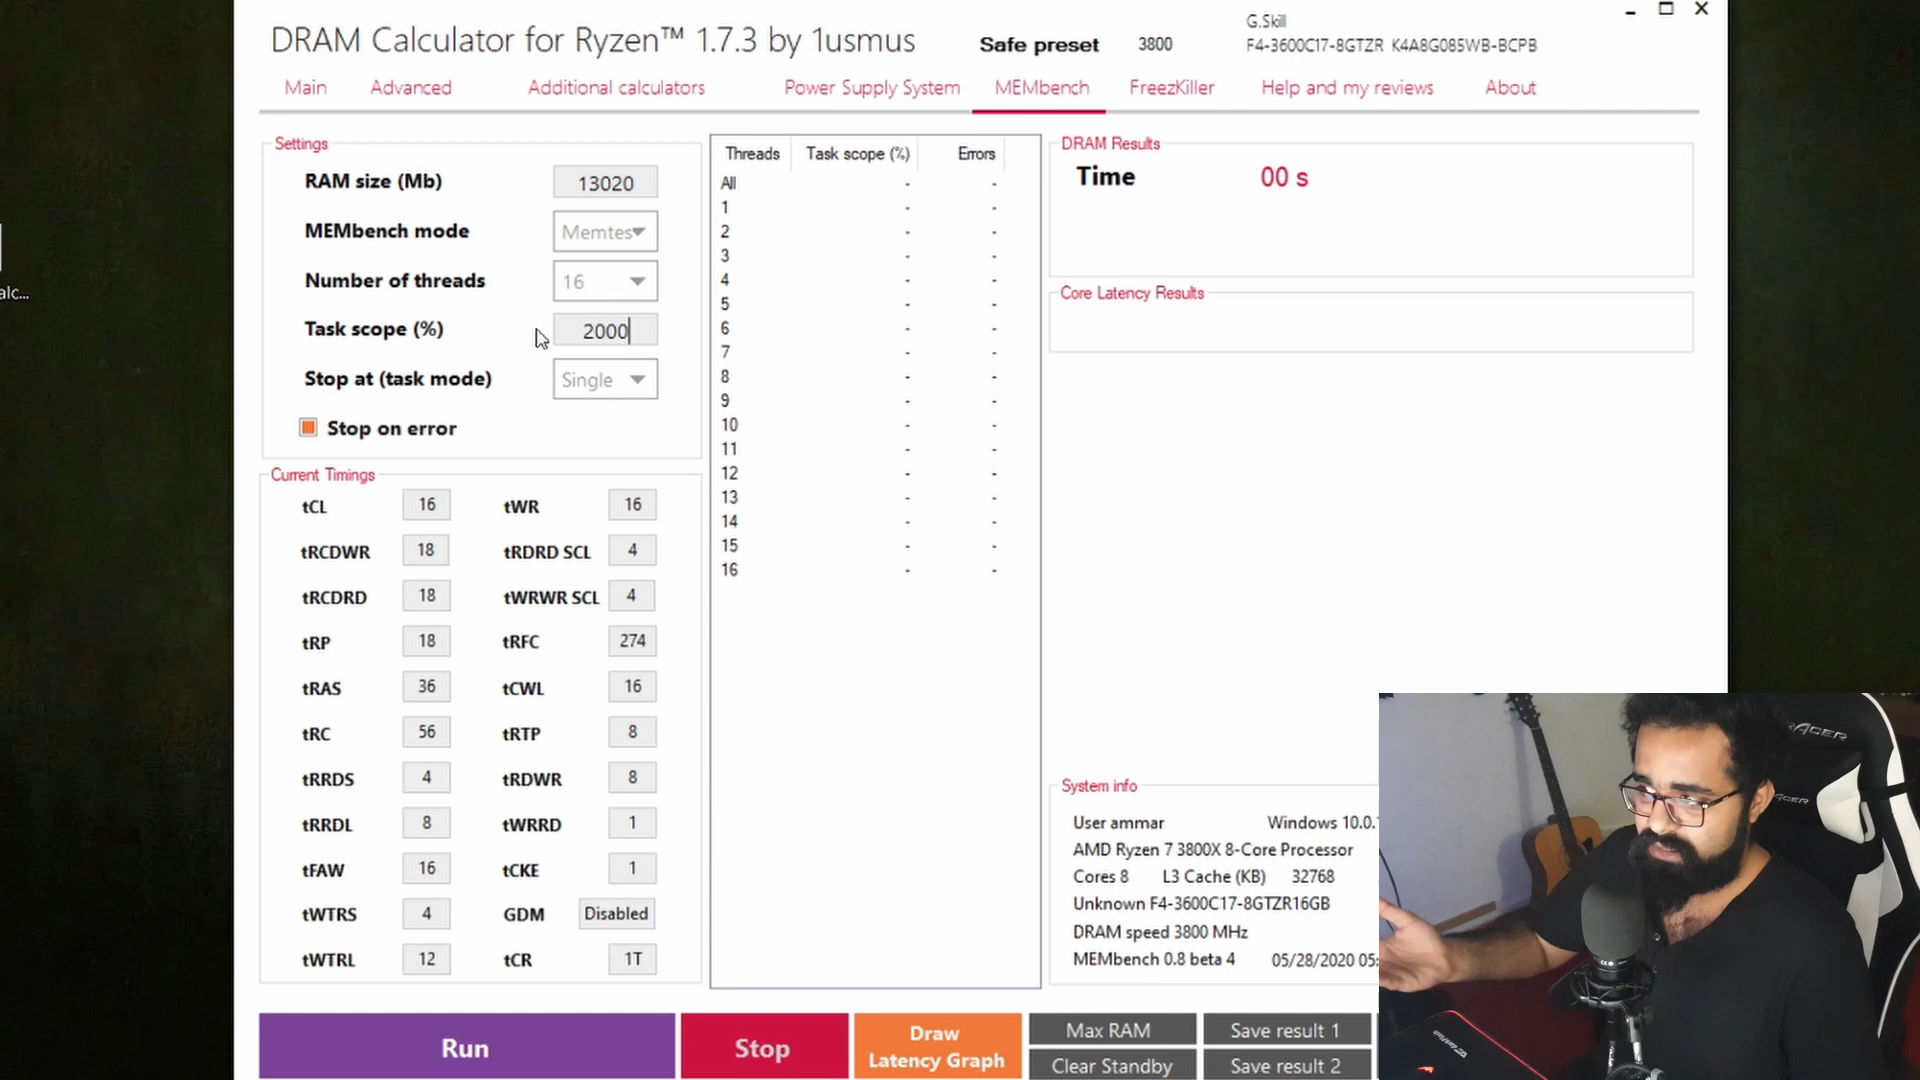 G.Skill
DRAM Calculator for Ryzen™ 1.7.3 by 1usmus
Safe preset
3800
F4-3600C17-8GTZR K4A8G085WB-BCPB
Main
Advanced
Additional calculators
Power Supply System
MEMbench
FreezKiller
Help and my reviews
About
Settings
RAM size (Mb)
13020
MEMbench mode
Memtes
Number of threads
16
Task scope (%)
2000
Stop at (task mode)
Single
Stop on error
alc...
Current Timings
tCL 16 tWR 16
tRCDWR 18 tRDRD SCL 4
tRCDRD 18 tWRWR SCL 4
tRP 18 tRFC 274
tRAS 36 tCWL 16
tRC 56 tRTP 8
tRRDS 4 tRDWR 8
tRRDL 8 tWRRD 1
tFAW 16 tCKE 1
tWTRS 4 GDM Disabled
tWTRL 12 tCR 1T
Threads Task scope (%) Errors
All - -
1 - -
2 - -
3 - -
4 - -
5 - -
6 - -
7 - -
8 - -
9 - -
10 - -
11 - -
12 - -
13 - -
14 - -
15 - -
16 - -
DRAM Results
Time 00 s
Core Latency Results
System info
User ammar Windows 10.0.
AMD Ryzen 7 3800X 8-Core Processor
Cores 8 L3 Cache (KB) 32768
Unknown F4-3600C17-8GTZR16GB
DRAM speed 3800 MHz
MEMbench 0.8 beta 4 05/28/2020 05:
Run
Stop
Draw
Latency Graph
Max RAM
Clear Standby
Save result 1
Save result 2